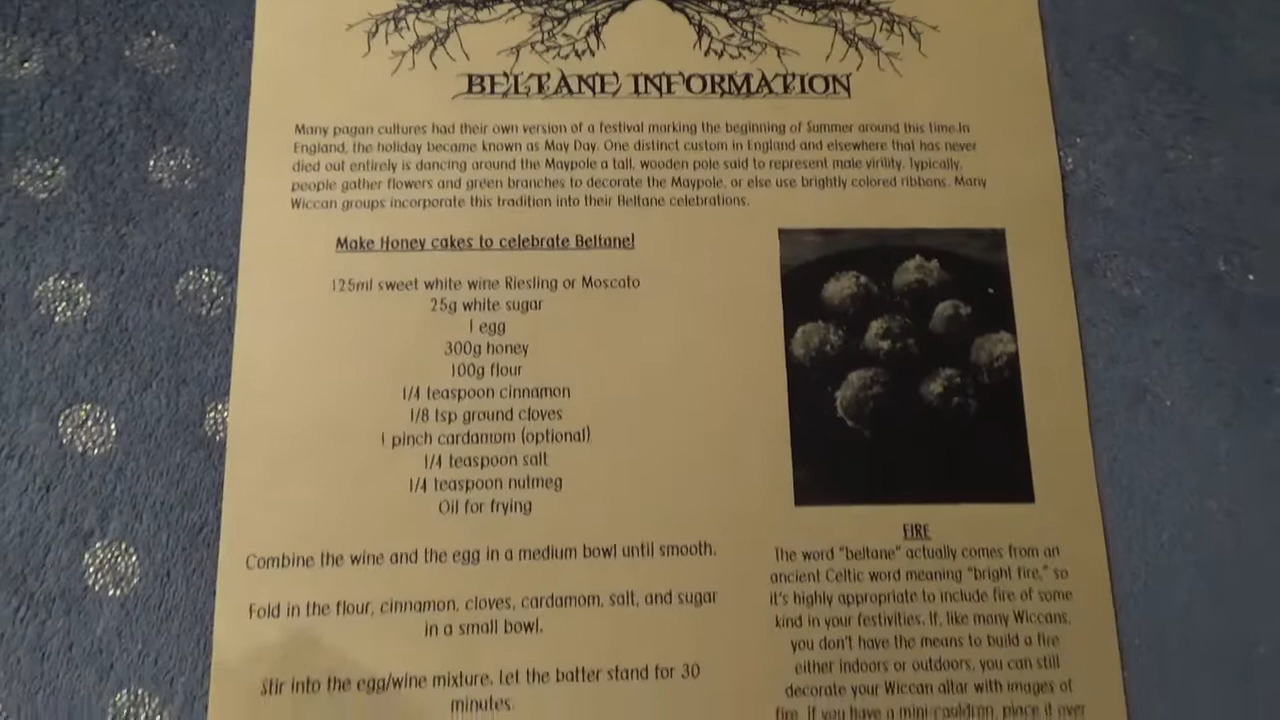 BELTANE INFORMATION
Many pagan cultures had their own version of a festival marking the beginning of Summer around this time.In
England, the holiday became known as May Day. One distinct custom in England and elsewhere that has never
died out entirely is dancing around the Maypole a tall, wooden pole said to represent male virility. Typically,
people gather flowers and green branches to decorate the Maypole, or else use brightly colored ribbons. Many
Wiccan groups incorporate this tradition into their Beltane celebrations.
Make Honey cakes to celebrate Beltane!
125ml sweet white wine Riesling or Moscato
25g white sugar
1 egg
300g honey
100g flour
1/4 teaspoon cinnamon
1/8 tsp ground cloves
1 pinch cardamom (optional)
1/4 teaspoon salt
1/4 teaspoon nutmeg
Oil for frying
Combine the wine and the egg in a medium bowl until smooth.
Fold in the flour, cinnamon, cloves, cardamom, salt, and sugar
in a small bowl.
Stir into the egg/wine mixture. Let the batter stand for 30
minutes.
FIRE
The word "beltane" actually comes from an
ancient Celtic word meaning "bright fire," so
it's highly appropriate to include fire of some
kind in your festivities. If, like many Wiccans,
you don't have the means to build a fire
either indoors or outdoors, you can still
decorate your Wiccan altar with images of
fire. If you have a mini-cauldron, place it over